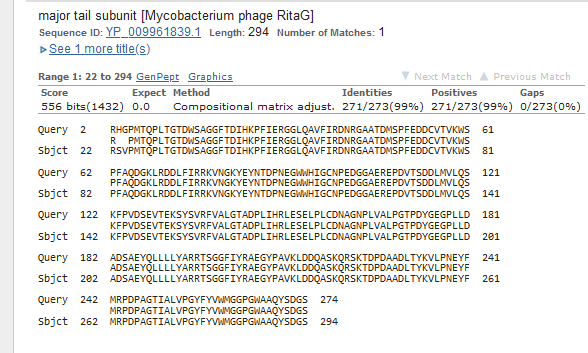 major tail subunit [Mycobacterium phage RitaG]
Sequence ID: YP_009961839.1 Length: 294 Number of Matches: 1
See 1 more title(s)
Range 1: 22 to 294 GenPept Graphics ▼ Next Match ▲ Previous Match
Score Expect Method Identities Positives Gaps
556 bits(1432) 0.0 Compositional matrix adjust. 271/273(99%) 271/273(99%) 0/273(0%)
Query 2 RHGPMTQPLTGTDWSAGGFTDIHKPFIERGGLQAVFIRDNRGAATDMSPFEDDCVTVKWS 61
R PMTQPLTGTDWSAGGFTDIHKPFIERGGLQAVFIRDNRGAATDMSPFEDDCVTVKWS
Sbjct 22 RSVPMTQPLTGTDWSAGGFTDIHKPFIERGGLQAVFIRDNRGAATDMSPFEDDCVTVKWS 81
Query 62 PFAQDGKLRDDLFIRRKVNGKYEYNTDPNEGWWHIGCNPEDGGAEREPDVTSDDLMVLQS 121
PFAQDGKLRDDLFIRRKVNGKYEYNTDPNEGWWHIGCNPEDGGAEREPDVTSDDLMVLQS
Sbjct 82 PFAQDGKLRDDLFIRRKVNGKYEYNTDPNEGWWHIGCNPEDGGAEREPDVTSDDLMVLQS 141
Query 122 KFPVDSEVTEKSYSVRFVALGTADPLIHRLESELPLCDNAGNPLVALPGTPDYGEGPLLD 181
KFPVDSEVTEKSYSVRFVALGTADPLIHRLESELPLCDNAGNPLVALPGTPDYGEGPLLD
Sbjct 142 KFPVDSEVTEKSYSVRFVALGTADPLIHRLESELPLCDNAGNPLVALPGTPDYGEGPLLD 201
Query 182 ADSAEYQLLLLYARRTSGGFIYRAEGYPAVKLDDQASKQRSKTDPDAADLTYKVLPNEYF 241
ADSAEYQLLLLYARRTSGGFIYRAEGYPAVKLDDQASKQRSKTDPDAADLTYKVLPNEYF
Sbjct 202 ADSAEYQLLLLYARRTSGGFIYRAEGYPAVKLDDQASKQRSKTDPDAADLTYKVLPNEYF 261
Query 242 MRPDPAGTIALVPGYFYVWMGGPGWAAQYSDGS 274
MRPDPAGTIALVPGYFYVWMGGPGWAAQYSDGS
Sbjct 262 MRPDPAGTIALVPGYFYVWMGGPGWAAQYSDGS 294